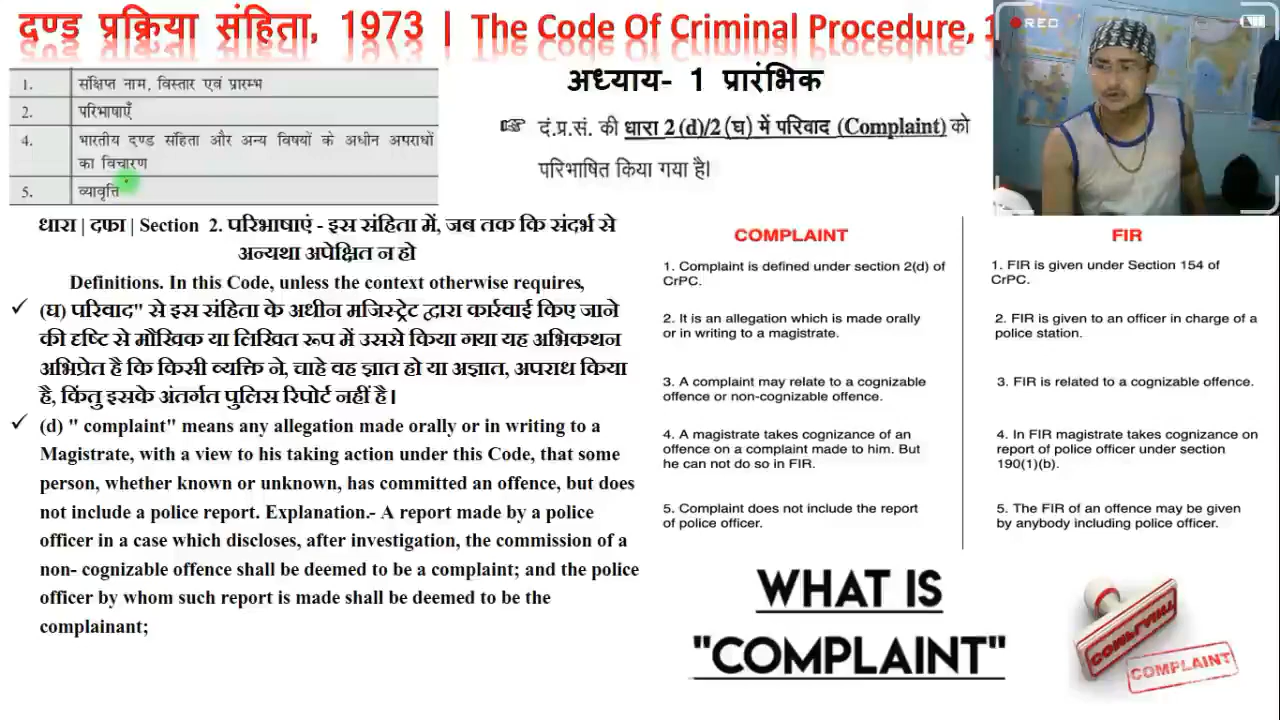 दण्ड प्रक्रिया संहिता, 1973 | The Code Of Criminal Procedure, 1
REC
1. संक्षिप्त नाम, विस्तार एवं प्रारम्भ
2. परिभाषाएँ
4. भारतीय दण्ड संहिता और अन्य विषयों के अधीन अपराधों
का विचारण
5. व्यावृत्ति
अध्याय- 1 प्रारंभिक
☞ दं.प्र.सं. की धारा 2 (d)/2 (घ) में परिवाद (Complaint) को
परिभाषित किया गया है।
धारा | दफा | Section 2. परिभाषाएं - इस संहिता में, जब तक कि संदर्भ से
अन्यथा अपेक्षित न हो
Definitions. In this Code, unless the context otherwise requires,
✓ (घ) परिवाद" से इस संहिता के अधीन मजिस्ट्रेट द्वारा कार्रवाई किए जाने
की दृष्टि से मौखिक या लिखित रूप में उससे किया गया यह अभिकथन
अभिप्रेत है कि किसी व्यक्ति ने, चाहे वह ज्ञात हो या अज्ञात, अपराध किया
है, किंतु इसके अंतर्गत पुलिस रिपोर्ट नहीं है।
✓ (d) " complaint" means any allegation made orally or in writing to a
Magistrate, with a view to his taking action under this Code, that some
person, whether known or unknown, has committed an offence, but does
not include a police report. Explanation.- A report made by a police
officer in a case which discloses, after investigation, the commission of a
non- cognizable offence shall be deemed to be a complaint; and the police
officer by whom such report is made shall be deemed to be the
complainant;
COMPLAINT
1. Complaint is defined under section 2(d) of
CrPC.
2. It is an allegation which is made orally
or in writing to a magistrate.
3. A complaint may relate to a cognizable
offence or non-cognizable offence.
4. A magistrate takes cognizance of an
offence on a complaint made to him. But
he can not do so in FIR.
5. Complaint does not include the report
of police officer.
FIR
1. FIR is given under Section 154 of
CrPC.
2. FIR is given to an officer in charge of a
police station.
3. FIR is related to a cognizable offence.
4. In FIR magistrate takes cognizance on
report of police officer under section
190(1)(b).
5. The FIR of an offence may be given
by anybody including police officer.
WHAT IS
"COMPLAINT"
COMPLAINT
COMPLAINT